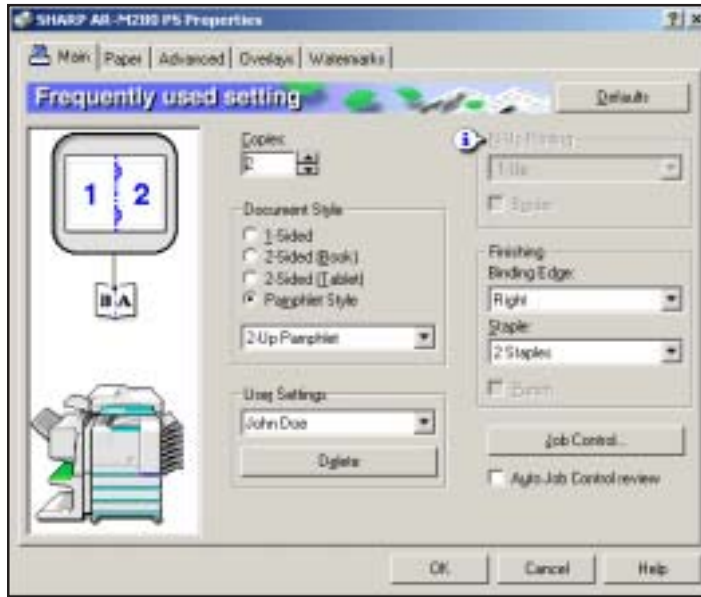 SHARP AR-M280 PS Properties
Main
Paper
Advanced
Overlays
Watermarks
Frequently used setting
Defaults
1 2
B A
Copies:
2
Document Style
1-Sided
2-Sided (Book)
2-Sided (Tablet)
Pamphlet Style
2-Up Pamphlet
User Settings
John Doe
Delete
N-Up Printing
1-Up
Border
Finishing
Binding Edge:
Right
Staple:
2 Staples
Punch
Job Control...
Auto Job Control review
OK
Cancel
Help